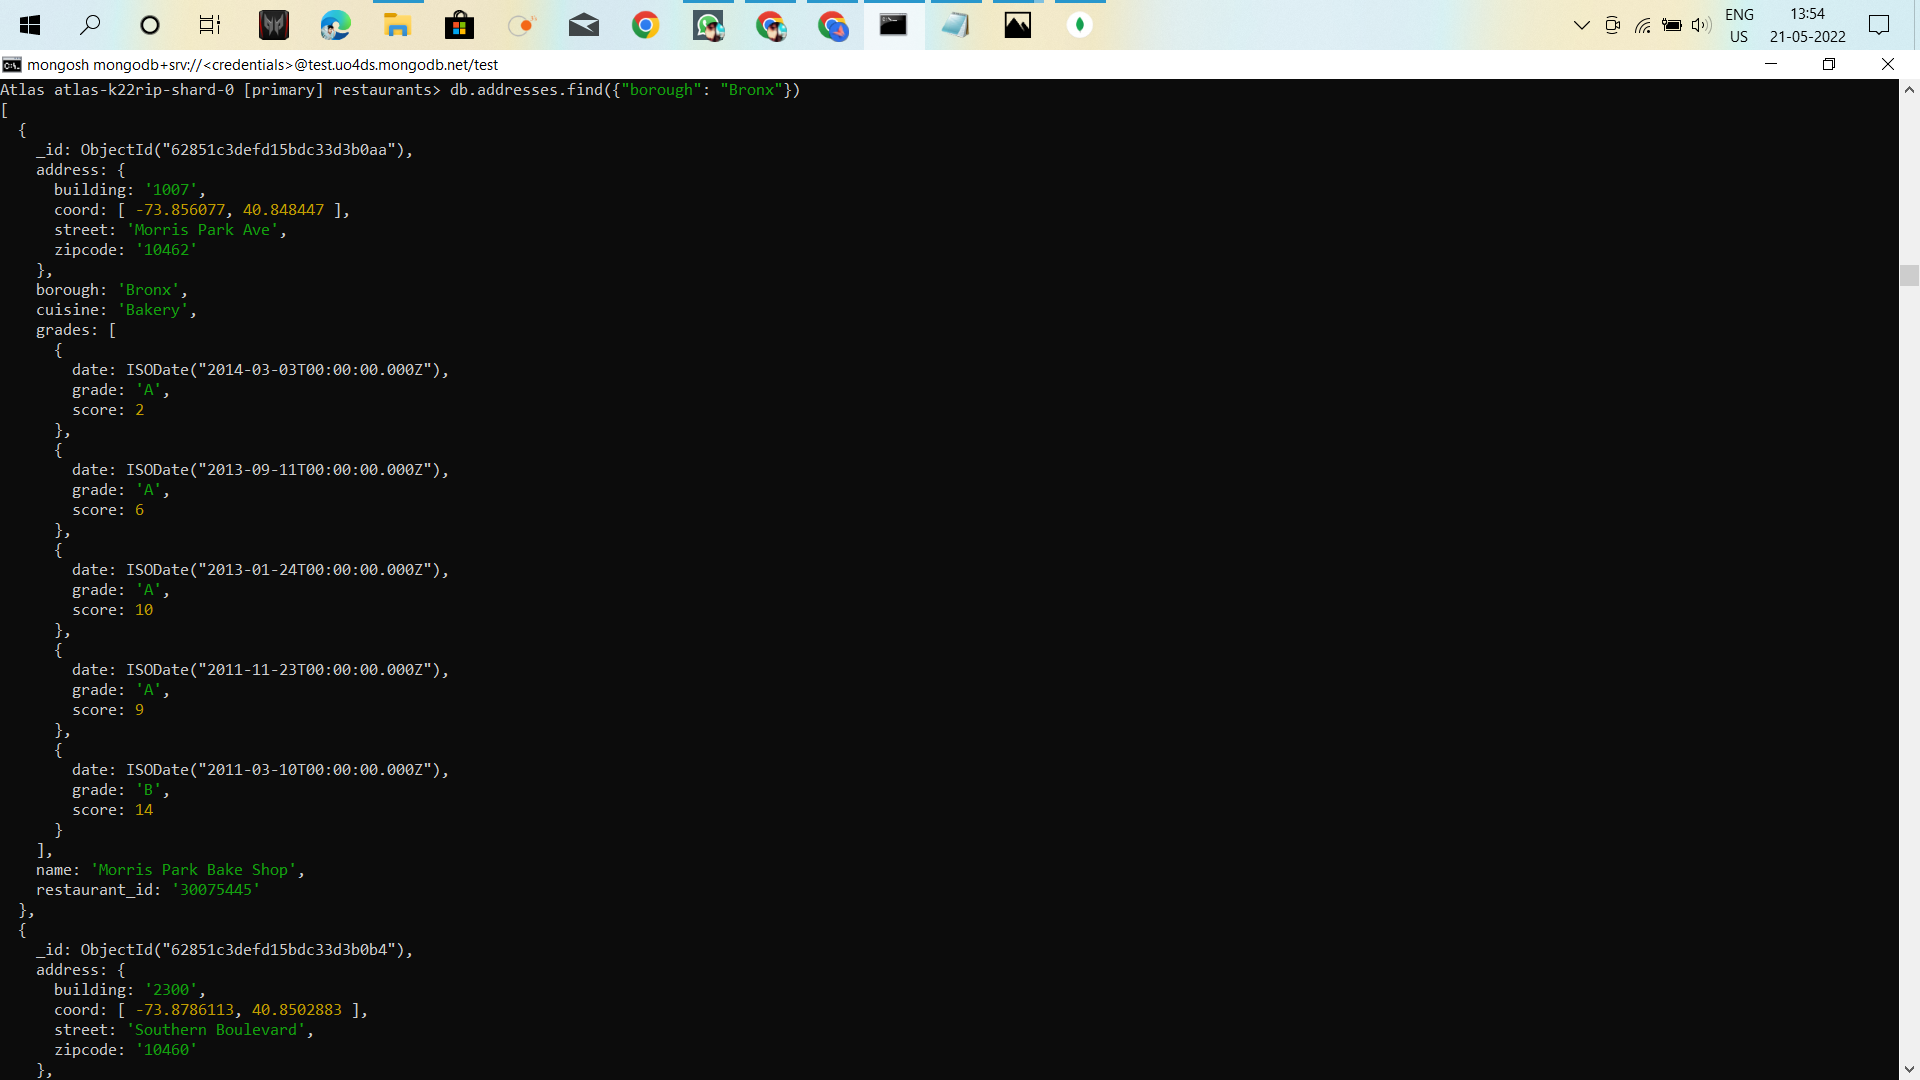 ENG
US
13:54
21-05-2022
mongosh mongodb+srv://<credentials>@test.uo4ds.mongodb.net/test
Atlas atlas-k22rip-shard-0 [primary] restaurants> db.addresses.find({"borough": "Bronx"})
[
  {
    _id: ObjectId("62851c3defd15bdc33d3b0aa"),
    address: {
      building: '1007',
      coord: [ -73.856077, 40.848447 ],
      street: 'Morris Park Ave',
      zipcode: '10462'
    },
    borough: 'Bronx',
    cuisine: 'Bakery',
    grades: [
      {
        date: ISODate("2014-03-03T00:00:00.000Z"),
        grade: 'A',
        score: 2
      },
      {
        date: ISODate("2013-09-11T00:00:00.000Z"),
        grade: 'A',
        score: 6
      },
      {
        date: ISODate("2013-01-24T00:00:00.000Z"),
        grade: 'A',
        score: 10
      },
      {
        date: ISODate("2011-11-23T00:00:00.000Z"),
        grade: 'A',
        score: 9
      },
      {
        date: ISODate("2011-03-10T00:00:00.000Z"),
        grade: 'B',
        score: 14
      }
    ],
    name: 'Morris Park Bake Shop',
    restaurant_id: '30075445'
  },
  {
    _id: ObjectId("62851c3defd15bdc33d3b0b4"),
    address: {
      building: '2300',
      coord: [ -73.8786113, 40.8502883 ],
      street: 'Southern Boulevard',
      zipcode: '10460'
    },